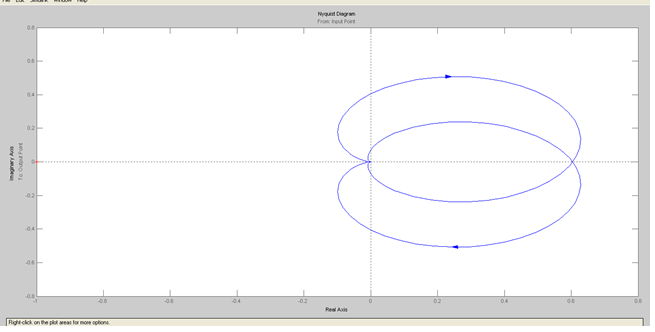 File Edit Simulink Window Help
Nyquist Diagram
From: Input Point
0.8
0.6
0.4
0.2
0
-0.2
-0.4
-0.6
-0.8
Imaginary Axis
To: Output Point
-1 -0.8 -0.6 -0.4 -0.2 0 0.2 0.4 0.6 0.8
Real Axis
Right-click on the plot areas for more options.